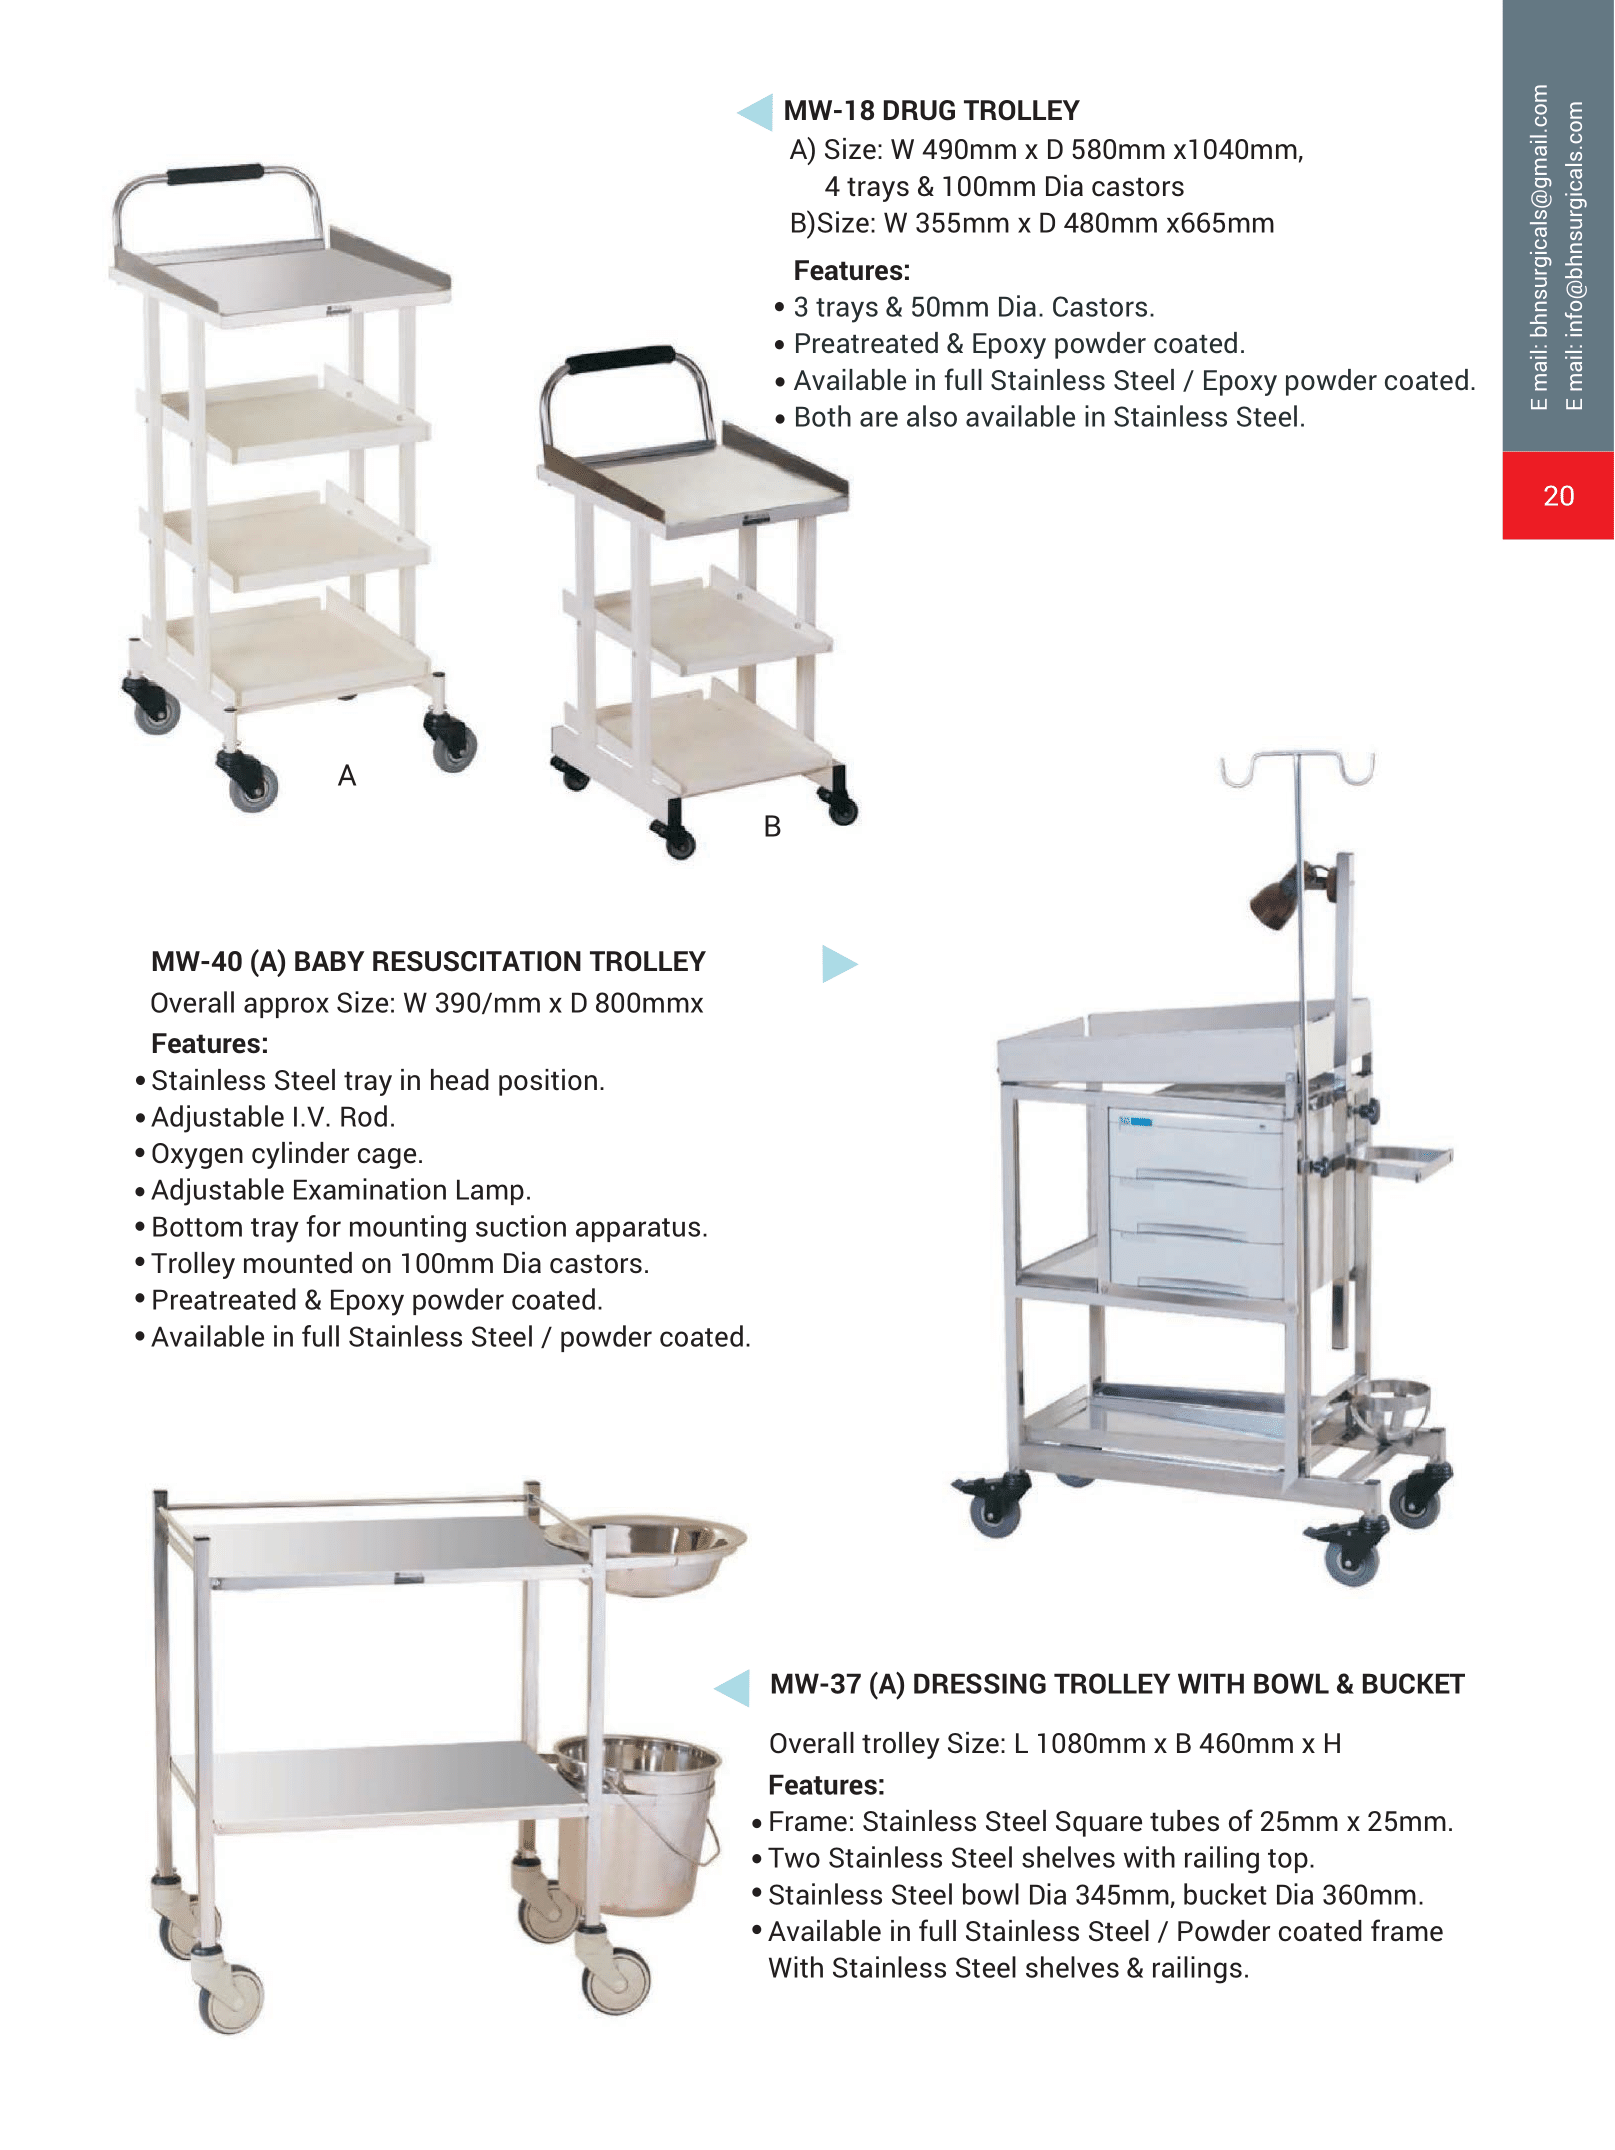 MW-18 DRUG TROLLEY
A) Size: W 490mm x D 580mm x1040mm,
4 trays & 100mm Dia castors
B)Size: W 355mm x D 480mm x665mm
Features:
• 3 trays & 50mm Dia. Castors.
• Preatreated & Epoxy powder coated.
• Available in full Stainless Steel / Epoxy powder coated.
• Both are also available in Stainless Steel.
E mail: bhnsurgicals@gmail.com
E mail: info@bhnsurgicals.com
20
A
B
MW-40 (A) BABY RESUSCITATION TROLLEY
Overall approx Size: W 390/mm x D 800mmx
Features:
• Stainless Steel tray in head position.
• Adjustable I.V. Rod.
• Oxygen cylinder cage.
• Adjustable Examination Lamp.
• Bottom tray for mounting suction apparatus.
• Trolley mounted on 100mm Dia castors.
• Preatreated & Epoxy powder coated.
• Available in full Stainless Steel / powder coated.
MW-37 (A) DRESSING TROLLEY WITH BOWL & BUCKET
Overall trolley Size: L 1080mm x B 460mm x H
Features:
• Frame: Stainless Steel Square tubes of 25mm x 25mm.
• Two Stainless Steel shelves with railing top.
• Stainless Steel bowl Dia 345mm, bucket Dia 360mm.
• Available in full Stainless Steel / Powder coated frame
With Stainless Steel shelves & railings.